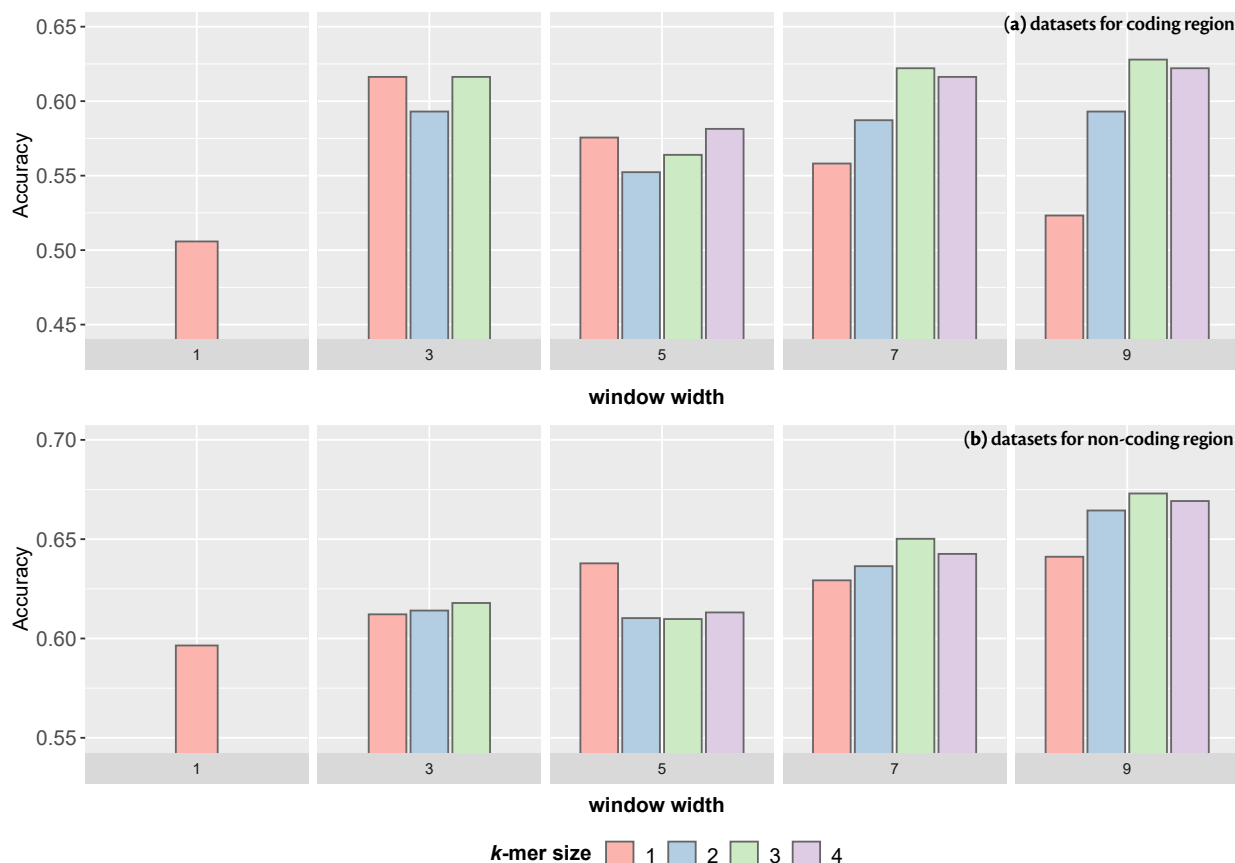 (a) datasets for coding region
0.65
0.60
0.55
0.50
0.45
Accuracy
1 3 5 7 9
window width
(b) datasets for non-coding region
0.70
0.65
0.60
0.55
Accuracy
1 3 5 7 9
window width
k-mer size 1 2 3 4